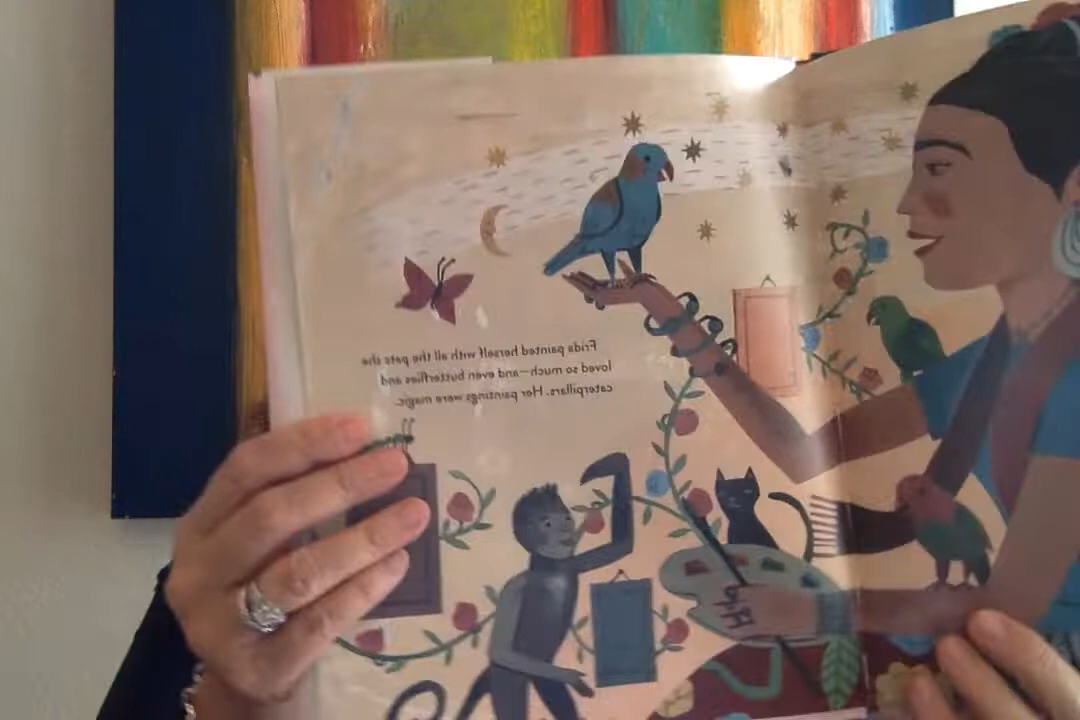 Frida painted herself with all the pets she
loved so much—and even butterflies and
caterpillars. Her paintings were magic.